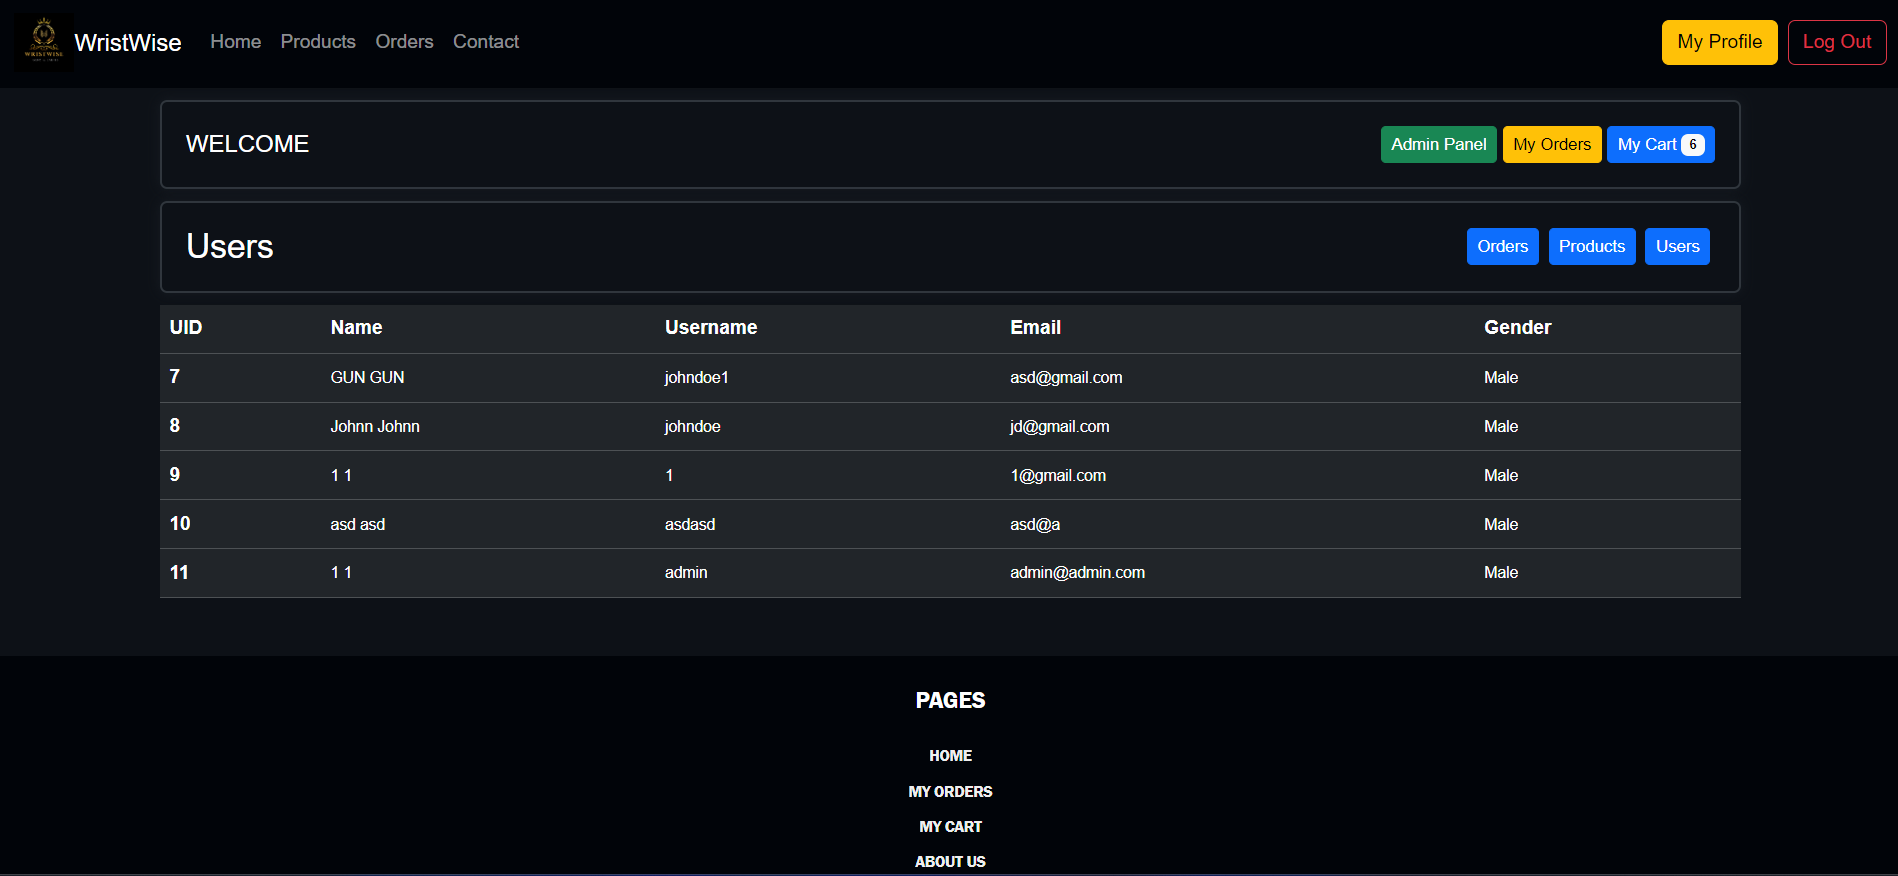 WRISTWISE
WristWise Home Products Orders Contact My Profile Log Out
WELCOME Admin Panel My Orders My Cart 6
Users Orders Products Users
UID Name Username Email Gender
7 GUN GUN johndoe1 asd@gmail.com Male
8 Johnn Johnn johndoe jd@gmail.com Male
9 1 1 1 1@gmail.com Male
10 asd asd asdasd asd@a Male
11 1 1 admin admin@admin.com Male
PAGES
HOME
MY ORDERS
MY CART
ABOUT US